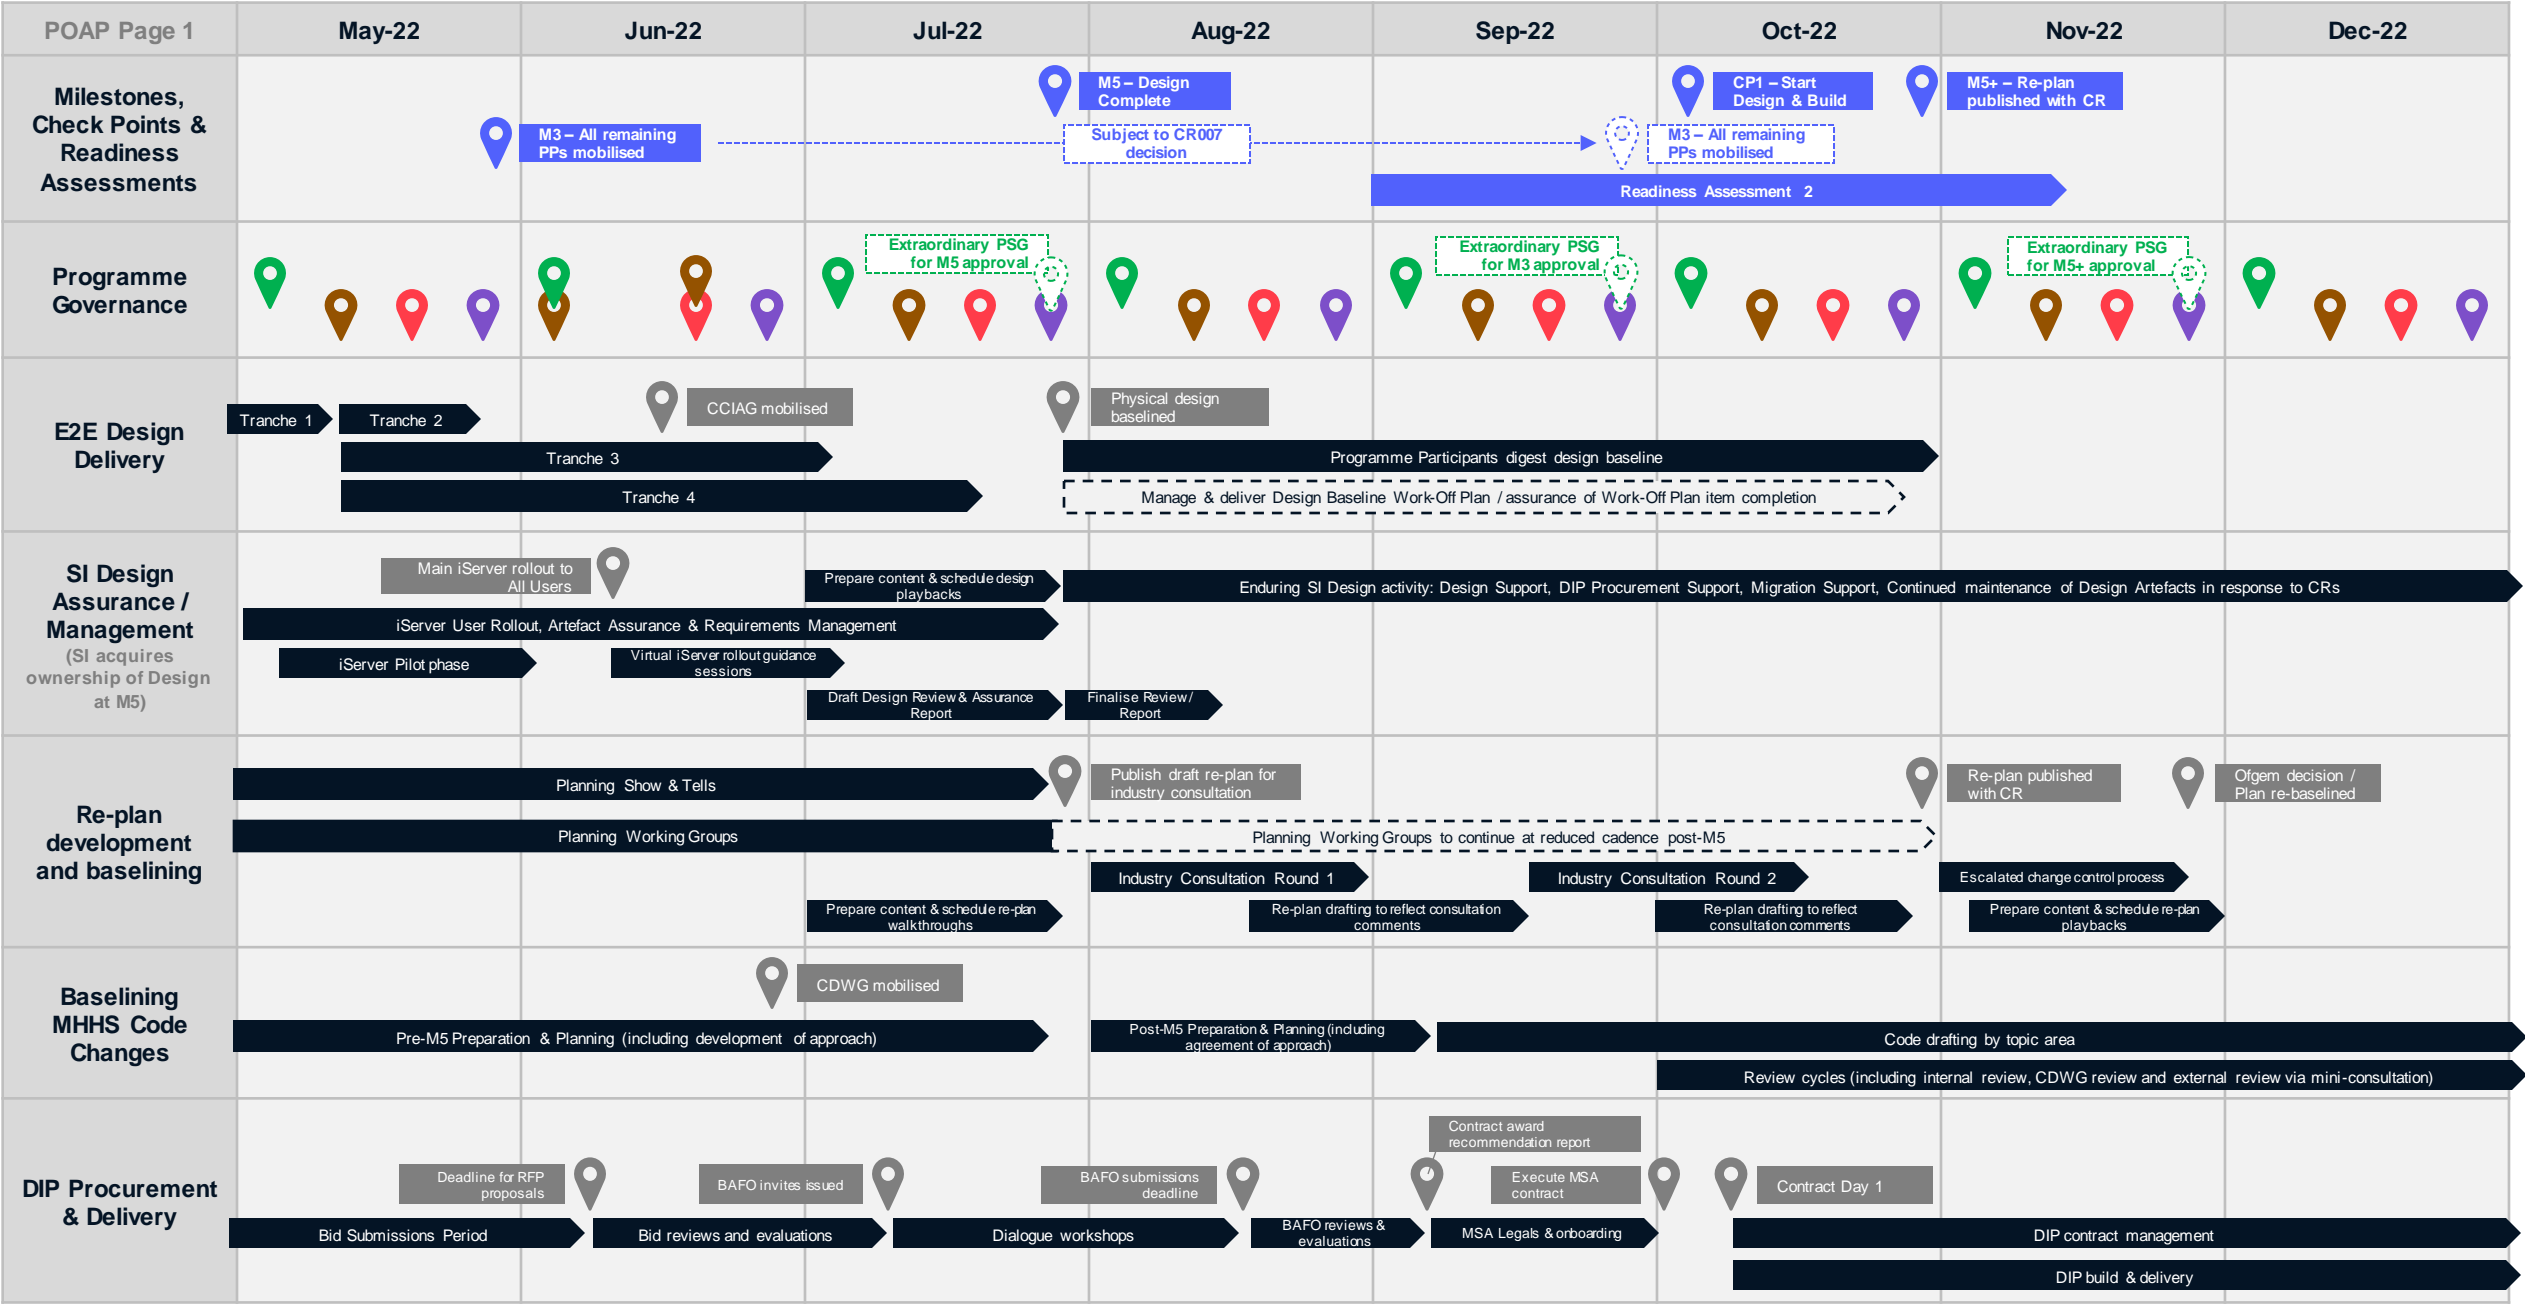 POAP Page 1
May-22
Jun-22
Jul-22
Aug-22
Sep-22
Oct-22
Nov-22
Dec-22
Milestones,
Check Points &
Readiness
Assessments
M5 – Design
Complete
CP1 – Start
Design & Build
M5+ – Re-plan
published with CR
M3 – All remaining
PPs mobilised
Subject to CR007
decision
M3 – All remaining
PPs mobilised
Readiness Assessment 2
Programme
Governance
Extraordinary PSG
for M5 approval
Extraordinary PSG
for M3 approval
Extraordinary PSG
for M5+ approval
E2E Design
Delivery
CCIAG mobilised
Physical design
baselined
Tranche 1
Tranche 2
Tranche 3
Programme Participants digest design baseline
Tranche 4
Manage & deliver Design Baseline Work-Off Plan / assurance of Work-Off Plan item completion
SI Design
Assurance /
Management
(SI acquires
ownership of Design
at M5)
Main iServer rollout to
All Users
Prepare content & schedule design
playbacks
Enduring SI Design activity: Design Support, DIP Procurement Support, Migration Support, Continued maintenance of Design Artefacts in response to CRs
iServer User Rollout, Artefact Assurance & Requirements Management
iServer Pilot phase
Virtual iServer rollout guidance
sessions
Draft Design Review & Assurance
Report
Finalise Review /
Report
Re-plan
development
and baselining
Planning Show & Tells
Publish draft re-plan for
industry consultation
Re-plan published
with CR
Ofgem decision /
Plan re-baselined
Planning Working Groups
Planning Working Groups to continue at reduced cadence post-M5
Industry Consultation Round 1
Industry Consultation Round 2
Escalated change control process
Prepare content & schedule re-plan
walkthroughs
Re-plan drafting to reflect consultation
comments
Re-plan drafting to reflect
consultation comments
Prepare content & schedule re-plan
playbacks
Baselining
MHHS Code
Changes
CDWG mobilised
Pre-M5 Preparation & Planning (including development of approach)
Post-M5 Preparation & Planning (including
agreement of approach)
Code drafting by topic area
Review cycles (including internal review, CDWG review and external review via mini-consultation)
DIP Procurement
& Delivery
Contract award
recommendation report
Deadline for RFP
proposals
BAFO invites issued
BAFO submissions
deadline
Execute MSA
contract
Contract Day 1
Bid Submissions Period
Bid reviews and evaluations
Dialogue workshops
BAFO reviews &
evaluations
MSA Legals & onboarding
DIP contract management
DIP build & delivery